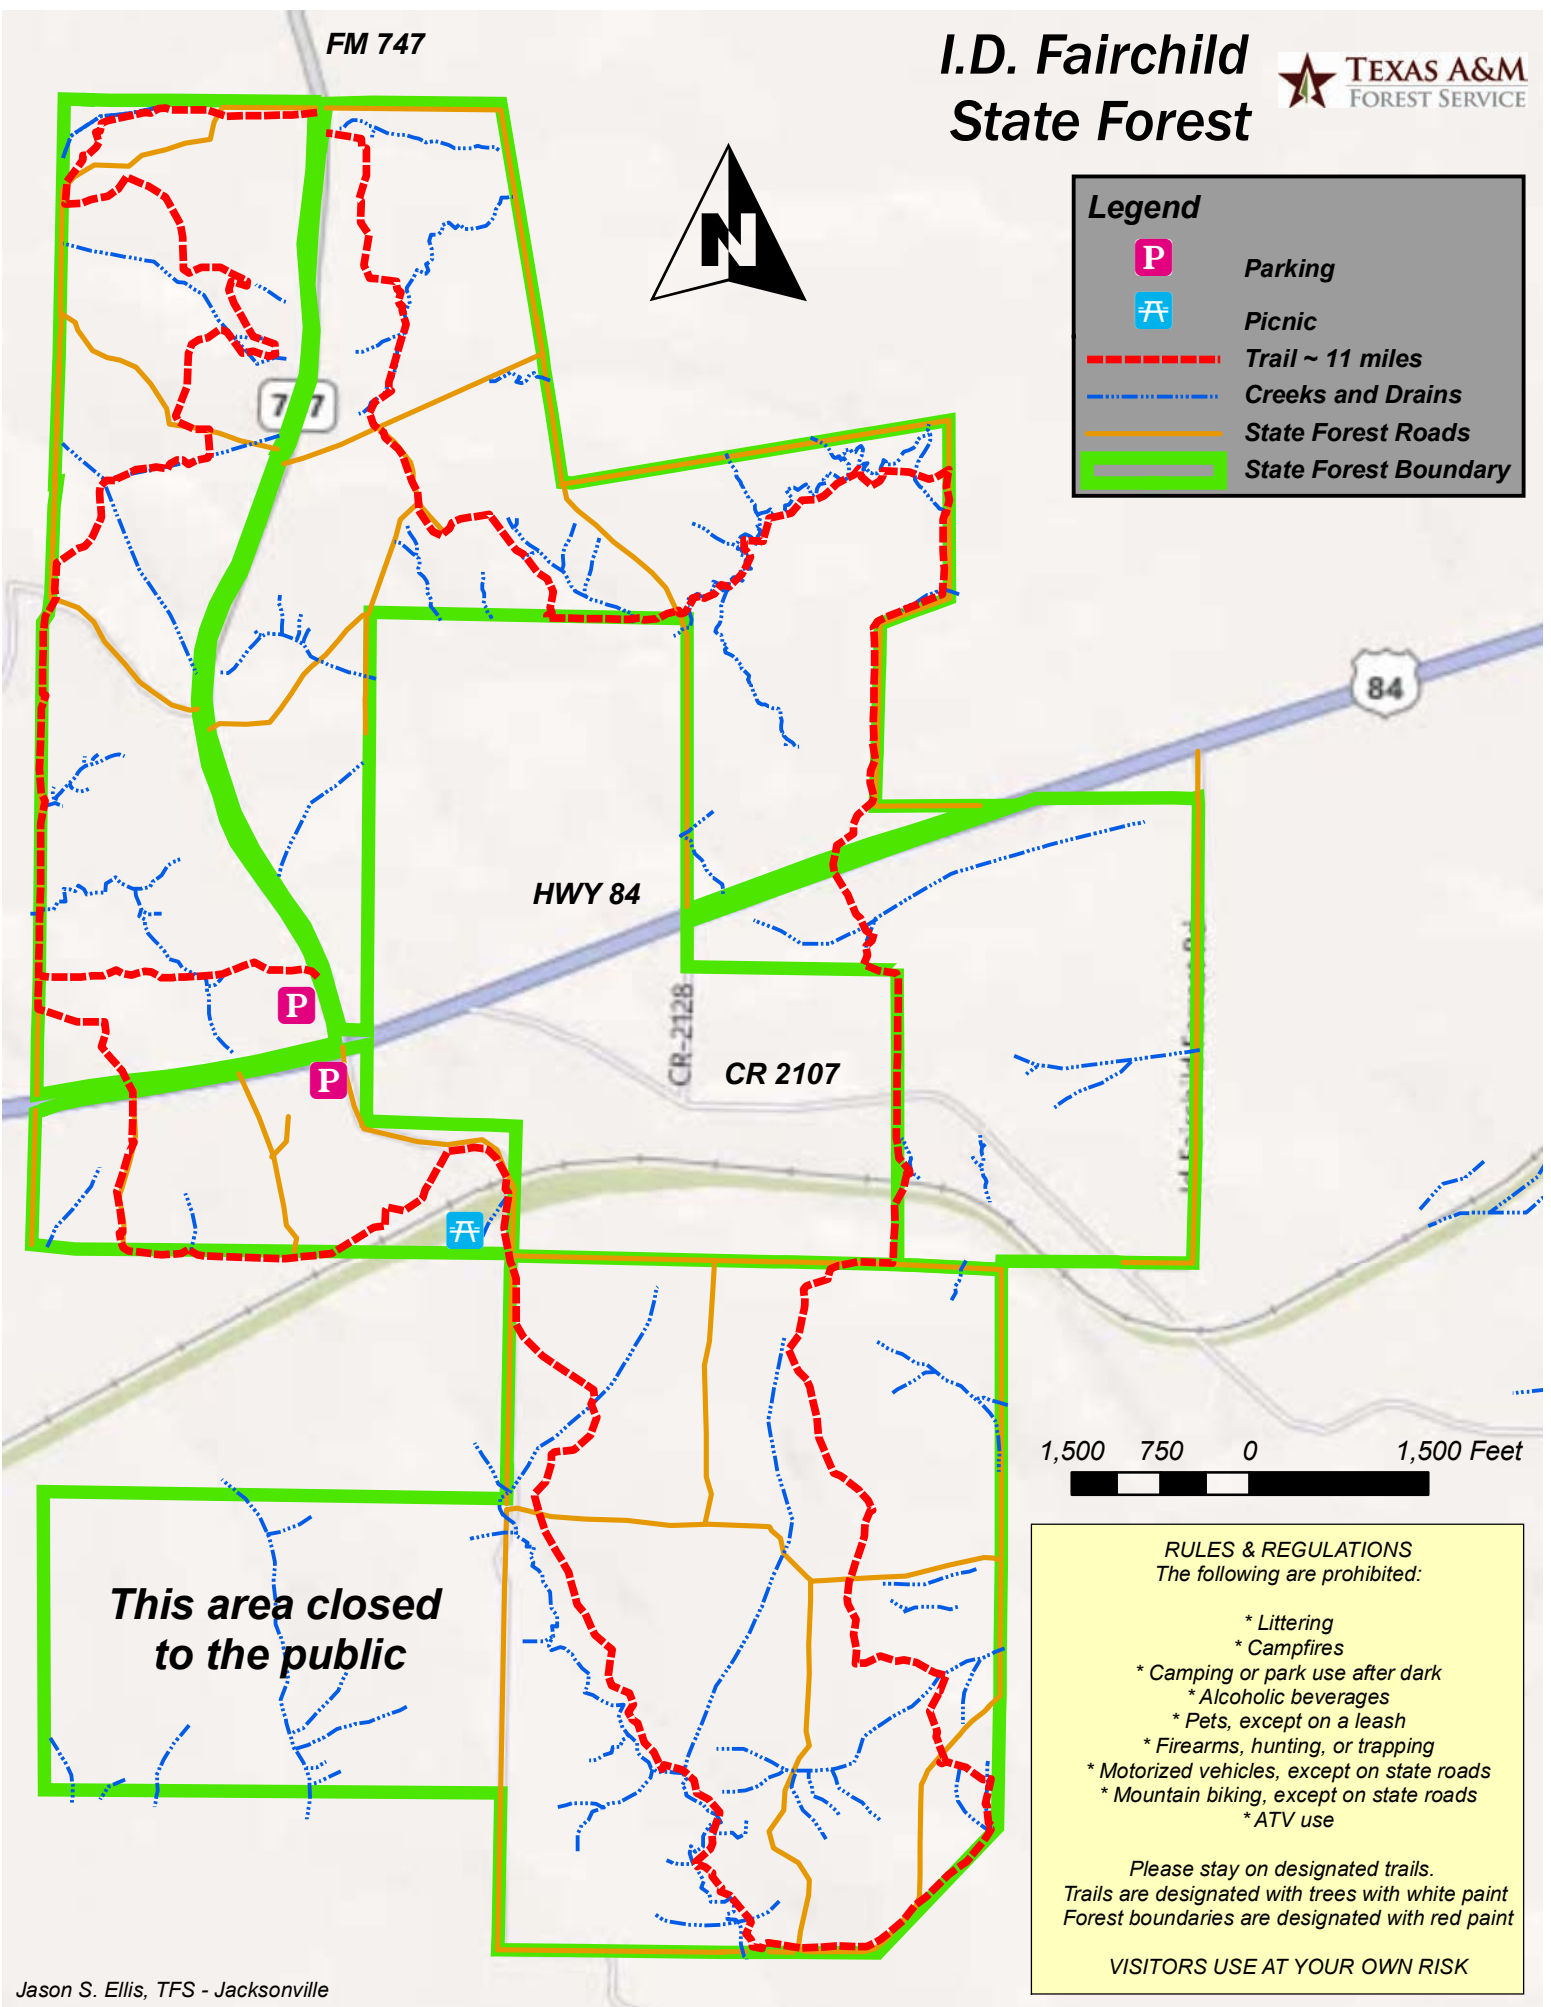 FM 747
I.D. Fairchild
State Forest
TEXAS A&M
FOREST SERVICE
N
Legend
P Parking
Picnic
Trail ~ 11 miles
Creeks and Drains
State Forest Roads
State Forest Boundary
84
HWY 84
CR-2128
CR 2107
P
P
1,500 750 0 1,500 Feet
This area closed
to the public
RULES & REGULATIONS
The following are prohibited:
* Littering
* Campfires
* Camping or park use after dark
* Alcoholic beverages
* Pets, except on a leash
* Firearms, hunting, or trapping
* Motorized vehicles, except on state roads
* Mountain biking, except on state roads
* ATV use
Please stay on designated trails.
Trails are designated with trees with white paint
Forest boundaries are designated with red paint
VISITORS USE AT YOUR OWN RISK
Jason S. Ellis, TFS - Jacksonville